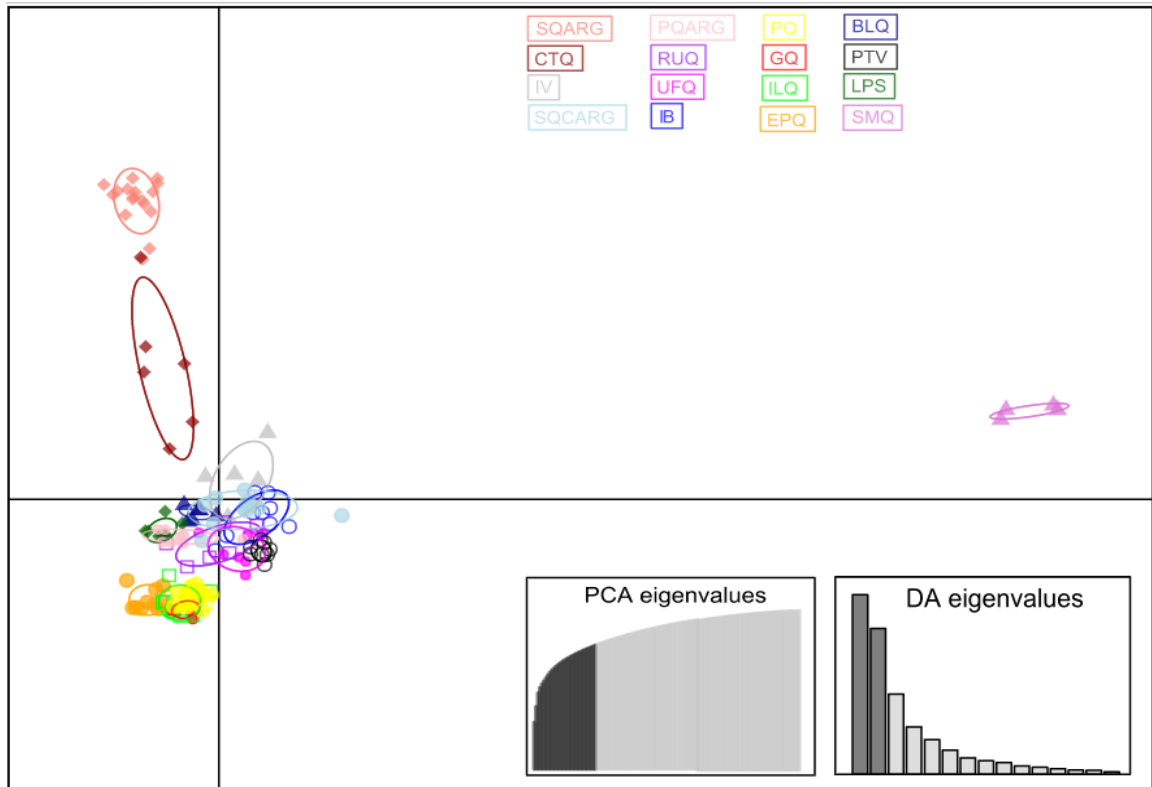 SQARG PQARG PQ BLQ
CTQ RUQ GQ PTV
IV UFQ ILQ LPS
SQCARG IB EPQ SMQ
PCA eigenvalues
DA eigenvalues